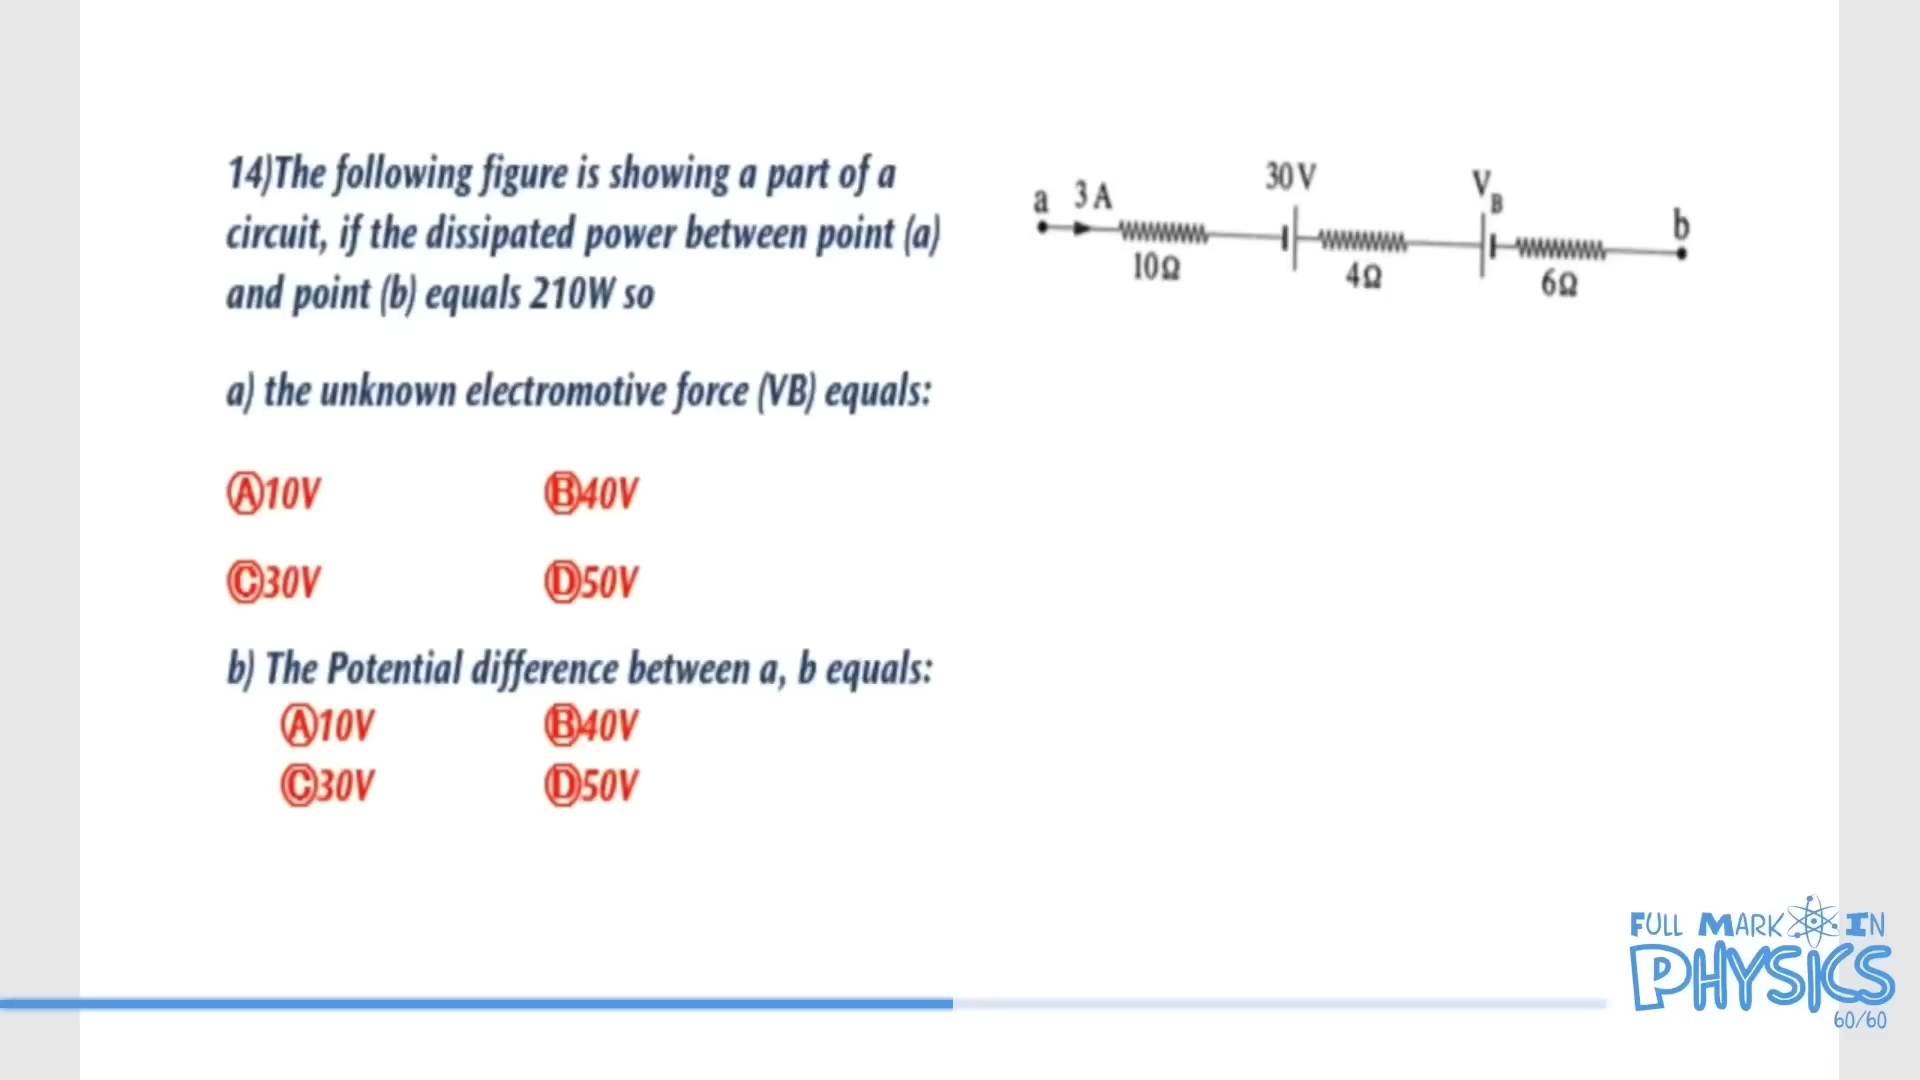 14)The following figure is showing a part of a
circuit, if the dissipated power between point (a)
and point (b) equals 210W so
a) the unknown electromotive force (VB) equals:
Ⓐ10V Ⓑ40V
Ⓒ30V Ⓓ50V
b) The Potential difference between a, b equals:
Ⓐ10V Ⓑ40V
Ⓒ30V Ⓓ50V
a 3 A 30 V V_B b
10Ω 4Ω 6Ω
FULL MARK IN
PHYSICS
60/60